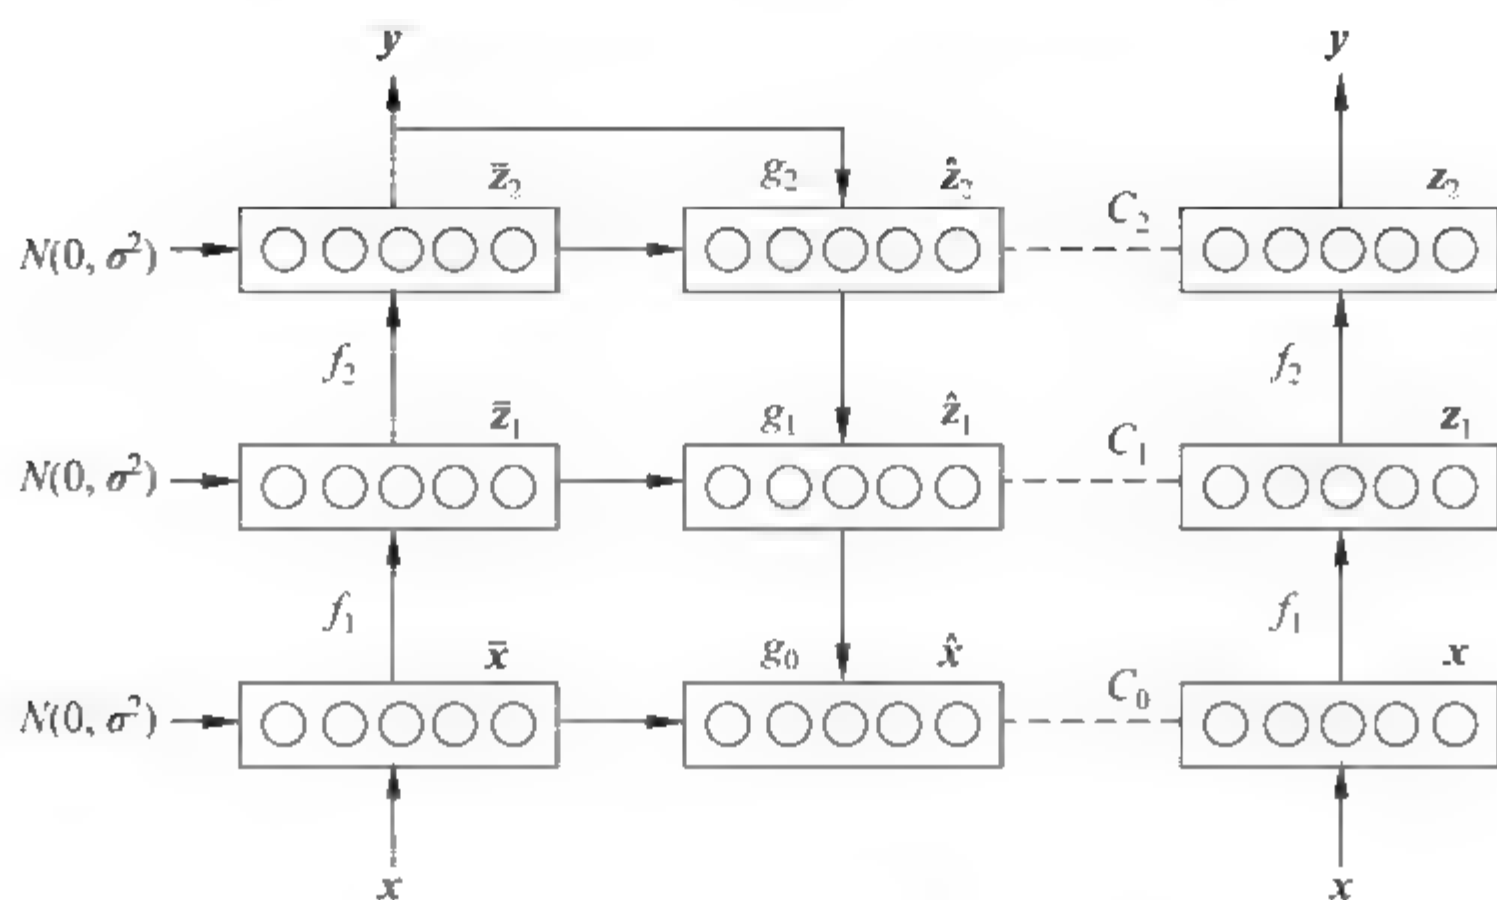 y y
z̄₂ g₂ ẑ₂ C₂ z₂
N(0, σ²)
f₂ f₂
z̄₁ g₁ ẑ₁ C₁ z₁
N(0, σ²)
f₁ f₁
x̄ g₀ x̂ C₀ x
N(0, σ²)
x x